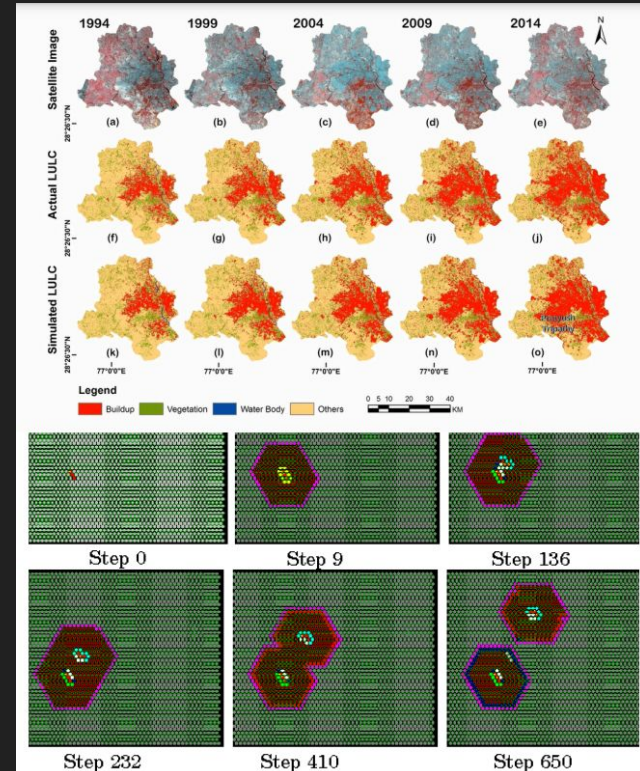 1994 1999 2004 2009 2014 N
Satellite Image
(a) (b) (c) (d) (e)
28°26'30"N
Actual LULC
(f) (g) (h) (i) (j)
28°26'30"N
Simulated LULC
(k) (l) (m) (n) (o)
28°26'30"N
77°0'0"E 77°0'0"E 77°0'0"E 77°0'0"E 77°0'0"E
Legend
Buildup Vegetation Water Body Others
0 5 10 20 30 40
KM
Step 0 Step 9 Step 136
Step 232 Step 410 Step 650